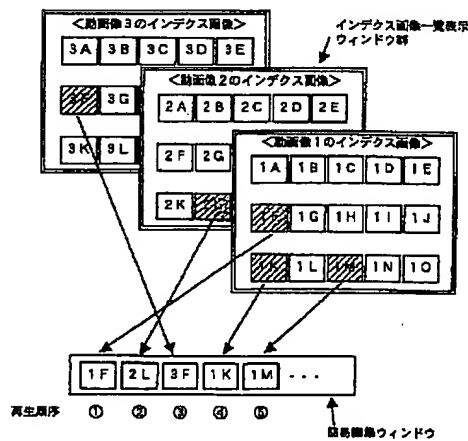 <動画像3のインデクス画像>
インデクス画像一覧表示
ウィンドウ群
3A 3B 3C 3D 3E
<動画像2のインデクス画像>
3F 3G
2A 2B 2C 2D 2E
<動画像1のインデクス画像>
3K 3L
2F 2G
1A 1B 1C 1D 1E
2K 2L
1F 1G 1H 1I 1J
1K 1L 1M 1N 1O
1F 2L 3F 1K 1M ・・・
再生順序 ① ② ③ ④ ⑤
簡易編集ウィンドウ